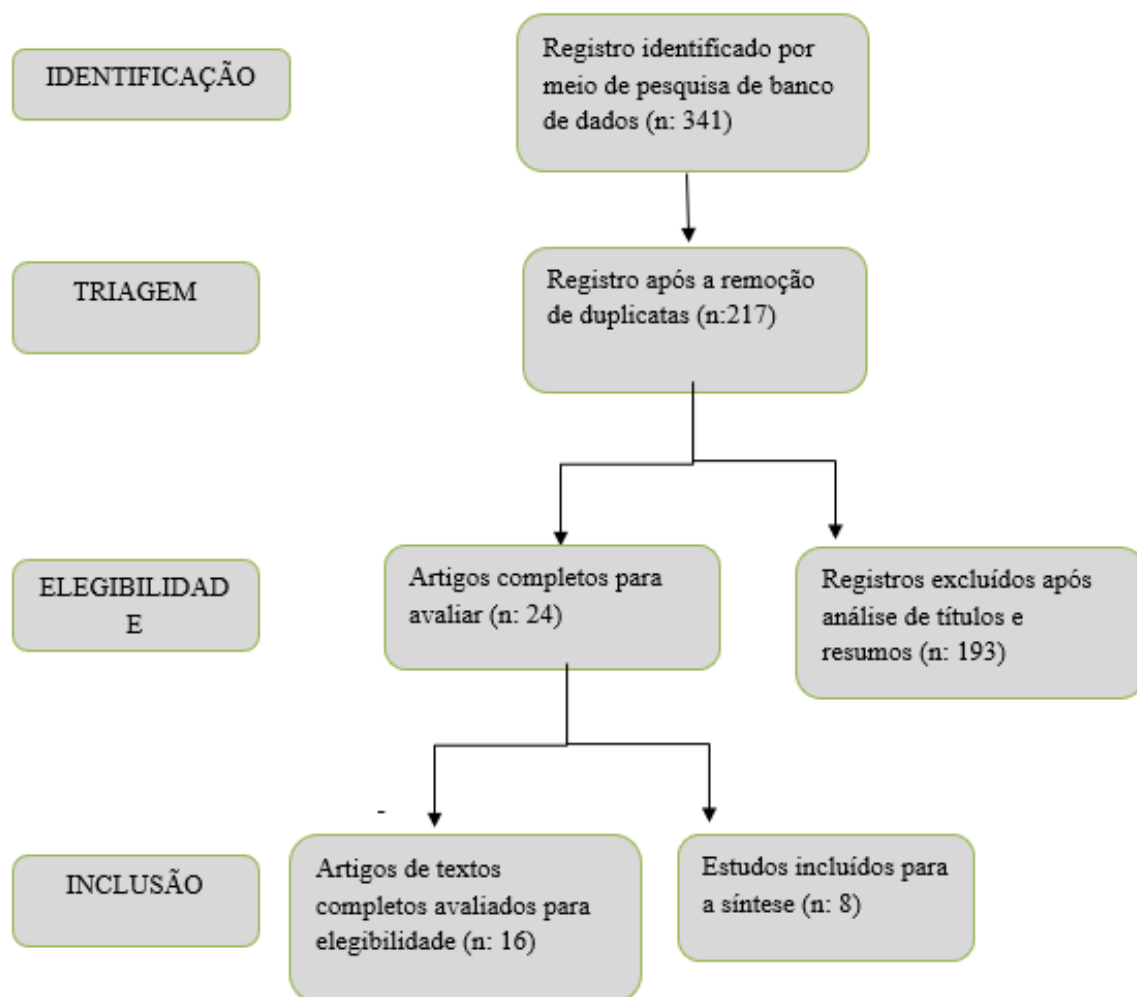 IDENTIFICAÇÃO
Registro identificado por
meio de pesquisa de banco
de dados (n: 341)
TRIAGEM
Registro após a remoção
de duplicatas (n:217)
ELEGIBILIDAD
E
Artigos completos para
avaliar (n: 24)
Registros excluídos após
análise de títulos e
resumos (n: 193)
-
INCLUSÃO
Artigos de textos
completos avaliados para
elegibilidade (n: 16)
Estudos incluídos para
a síntese (n: 8)